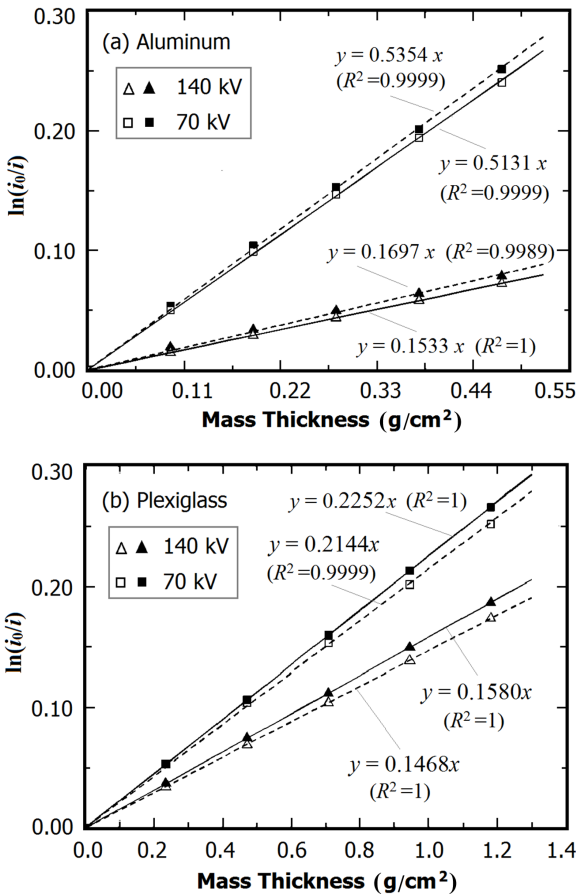 0.30
(a) Aluminum
△ ▲ 140 kV
□ ■ 70 kV
y = 0.5354 x
(R²=0.9999)
0.20
y = 0.5131 x
(R²=0.9999)
ln(i₀/i)
0.10
y = 0.1697 x (R²=0.9989)
y = 0.1533 x (R²=1)
0.00
0.00 0.11 0.22 0.33 0.44 0.55
Mass Thickness (g/cm²)
0.30
(b) Plexiglass
△ ▲ 140 kV
□ ■ 70 kV
y = 0.2252x (R²=1)
y = 0.2144x
(R²=0.9999)
0.20
ln(i₀/i)
0.10
y = 0.1580x
(R²=1)
y = 0.1468x
(R²=1)
0.00
0.0 0.2 0.4 0.6 0.8 1.0 1.2 1.4
Mass Thickness (g/cm²)